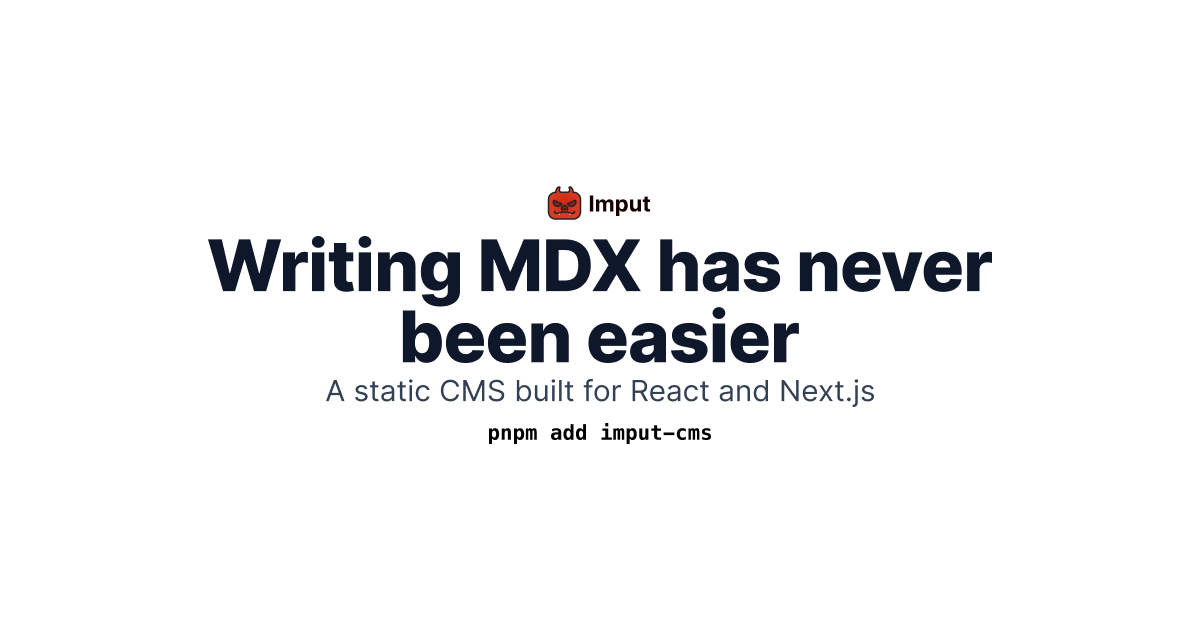 Imput
Writing MDX has never
been easier
A static CMS built for React and Next.js
pnpm add imput-cms